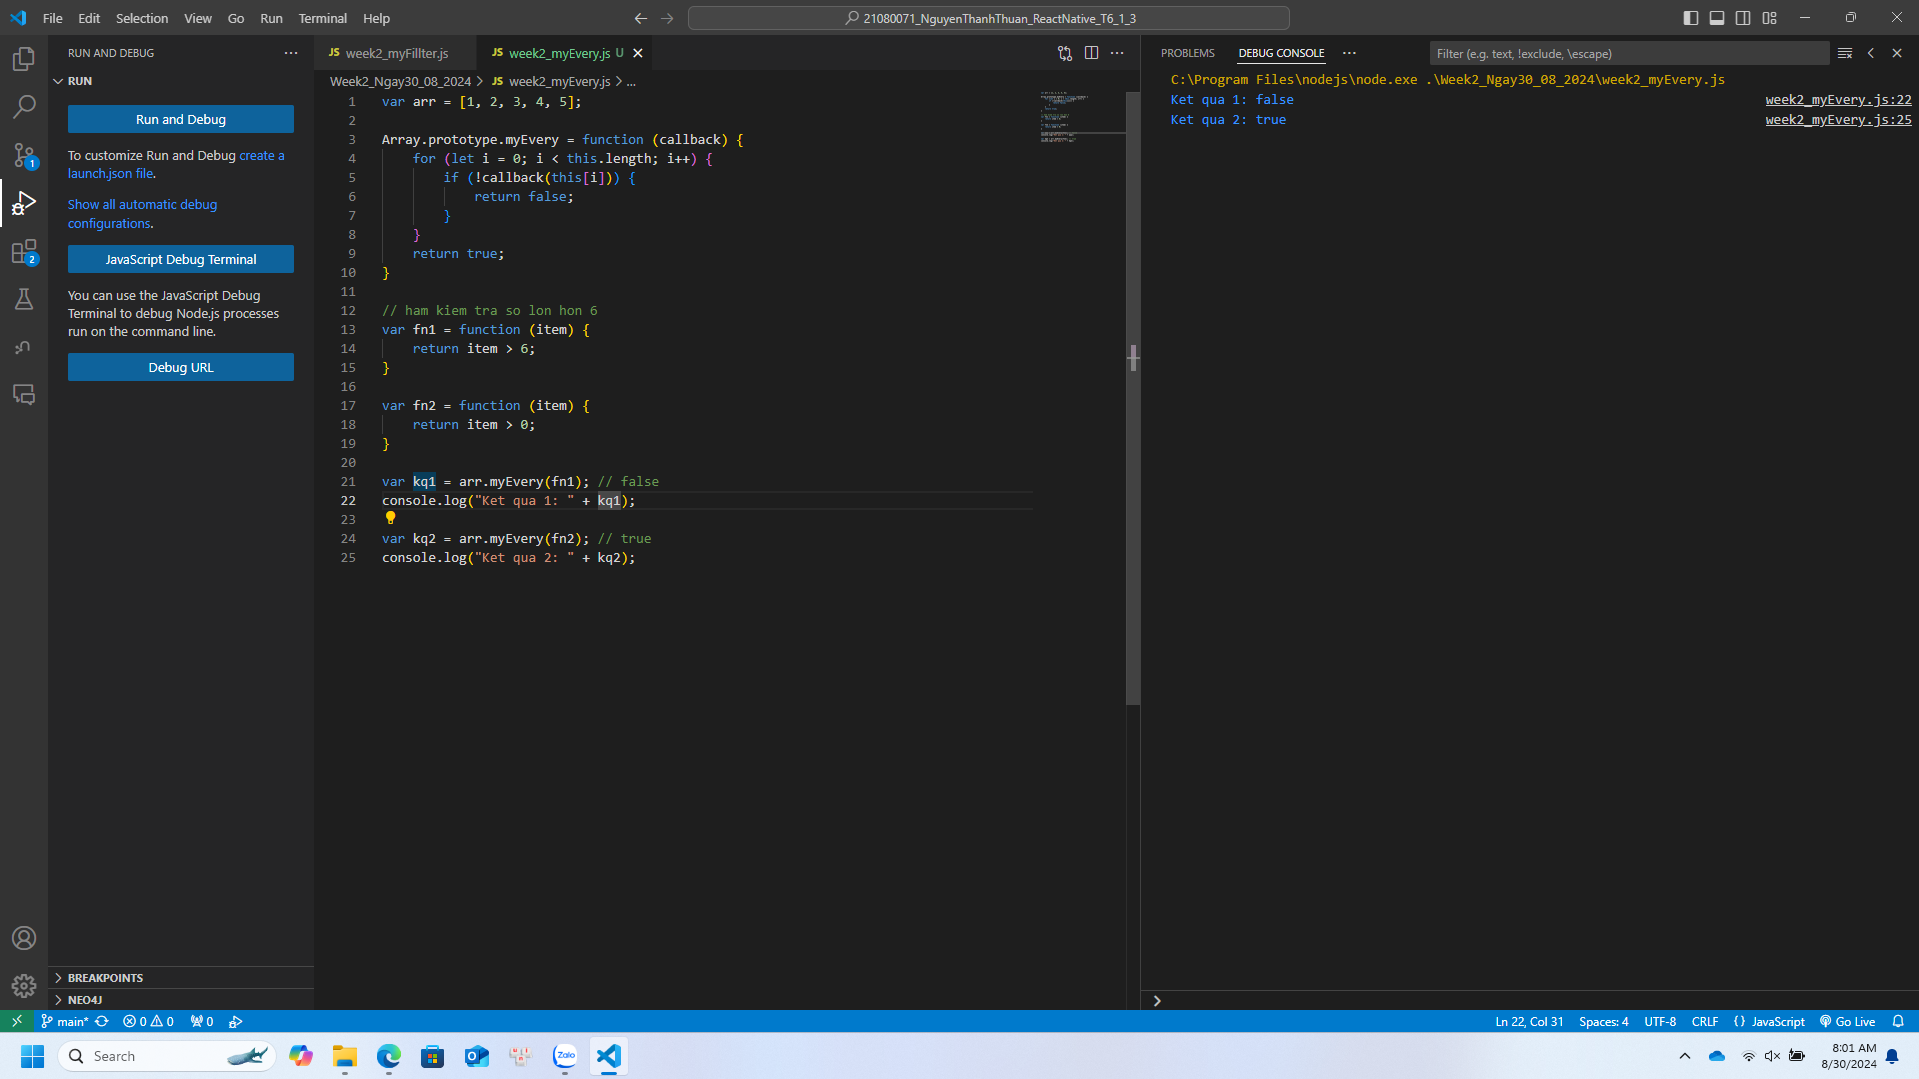 File Edit Selection View Go Run Terminal Help
21080071_NguyenThanhThuan_ReactNative_T6_1_3
RUN AND DEBUG
RUN
Run and Debug
To customize Run and Debug create a
launch.json file.
Show all automatic debug
configurations.
JavaScript Debug Terminal
You can use the JavaScript Debug
Terminal to debug Node.js processes
run on the command line.
Debug URL
BREAKPOINTS
NEO4J
1
2
JS week2_myFillter.js
JS week2_myEvery.js U
Week2_Ngay30_08_2024 > JS week2_myEvery.js > ...
1 var arr = [1, 2, 3, 4, 5];
2
3 Array.prototype.myEvery = function (callback) {
4 for (let i = 0; i < this.length; i++) {
5 if (!callback(this[i])) {
6 return false;
7 }
8 }
9 return true;
10 }
11
12 // ham kiem tra so lon hon 6
13 var fn1 = function (item) {
14 return item > 6;
15 }
16
17 var fn2 = function (item) {
18 return item > 0;
19 }
20
21 var kq1 = arr.myEvery(fn1); // false
22 console.log("Ket qua 1: " + kq1);
23
24 var kq2 = arr.myEvery(fn2); // true
25 console.log("Ket qua 2: " + kq2);
PROBLEMS DEBUG CONSOLE ...
Filter (e.g. text, !exclude, \escape)
C:\Program Files\nodejs\node.exe .\Week2_Ngay30_08_2024\week2_myEvery.js
Ket qua 1: false week2_myEvery.js:22
Ket qua 2: true week2_myEvery.js:25
main* 0 0 0
Ln 22, Col 31 Spaces: 4 UTF-8 CRLF {} JavaScript Go Live
Search
Zalo
8:01 AM
8/30/2024